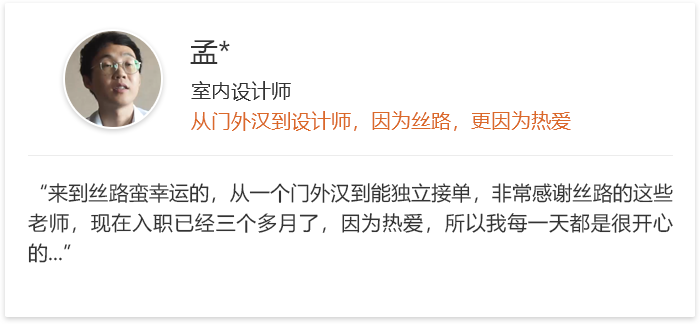 孟*
室内设计师
从门外汉到设计师，因为丝路，更因为热爱
“来到丝路蛮幸运的，从一个门外汉到能独立接单，非常感谢丝路的这些
老师，现在入职已经三个多月了，因为热爱，所以我每一天都是很开心
的...”